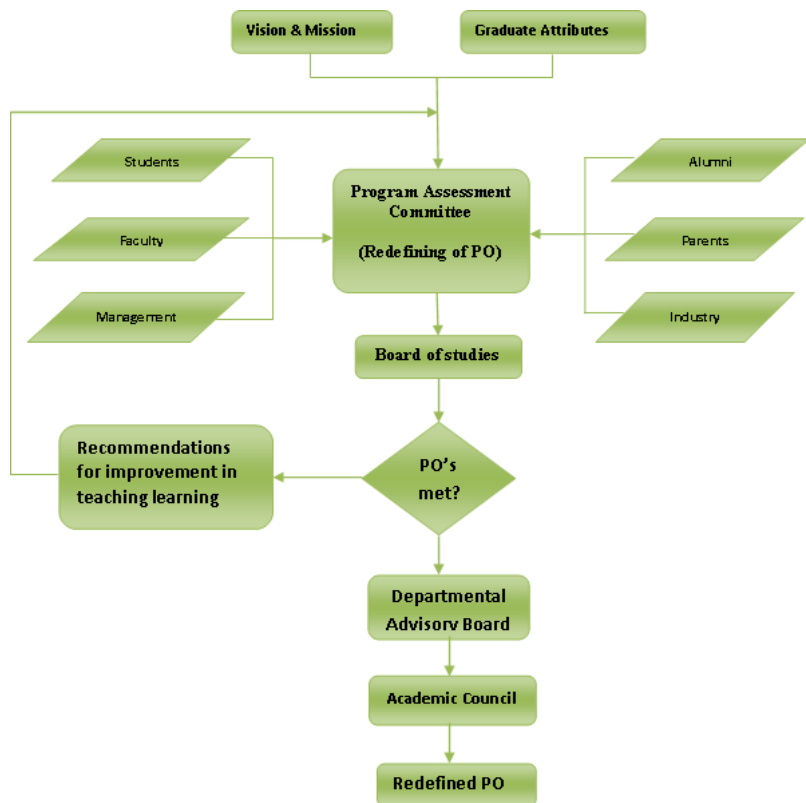 Vision & Mission
Graduate Attributes
Students
Alumni
Program Assessment
Committee
(Redefining of PO)
Faculty
Parents
Management
Industry
Board of studies
Recommendations
for improvement in
teaching learning
PO's
met?
Departmental
Advisory Board
Academic Council
Redefined PO